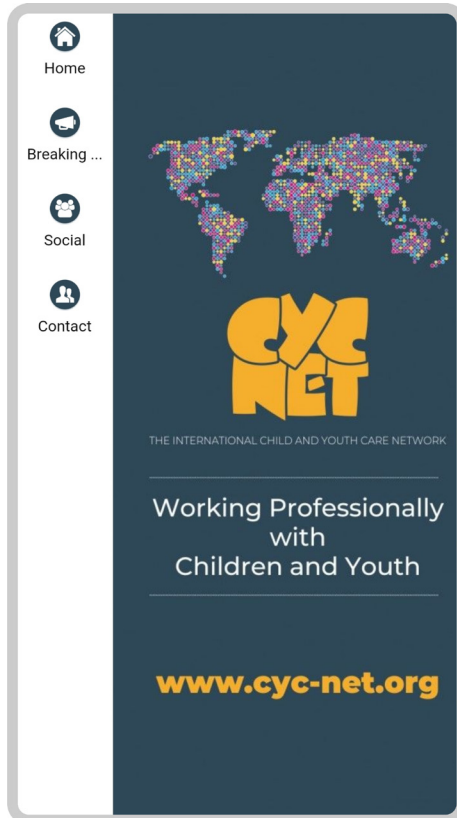 Home
Breaking ...
Social
Contact
CYC
NET
THE INTERNATIONAL CHILD AND YOUTH CARE NETWORK
Working Professionally
with
Children and Youth
www.cyc-net.org